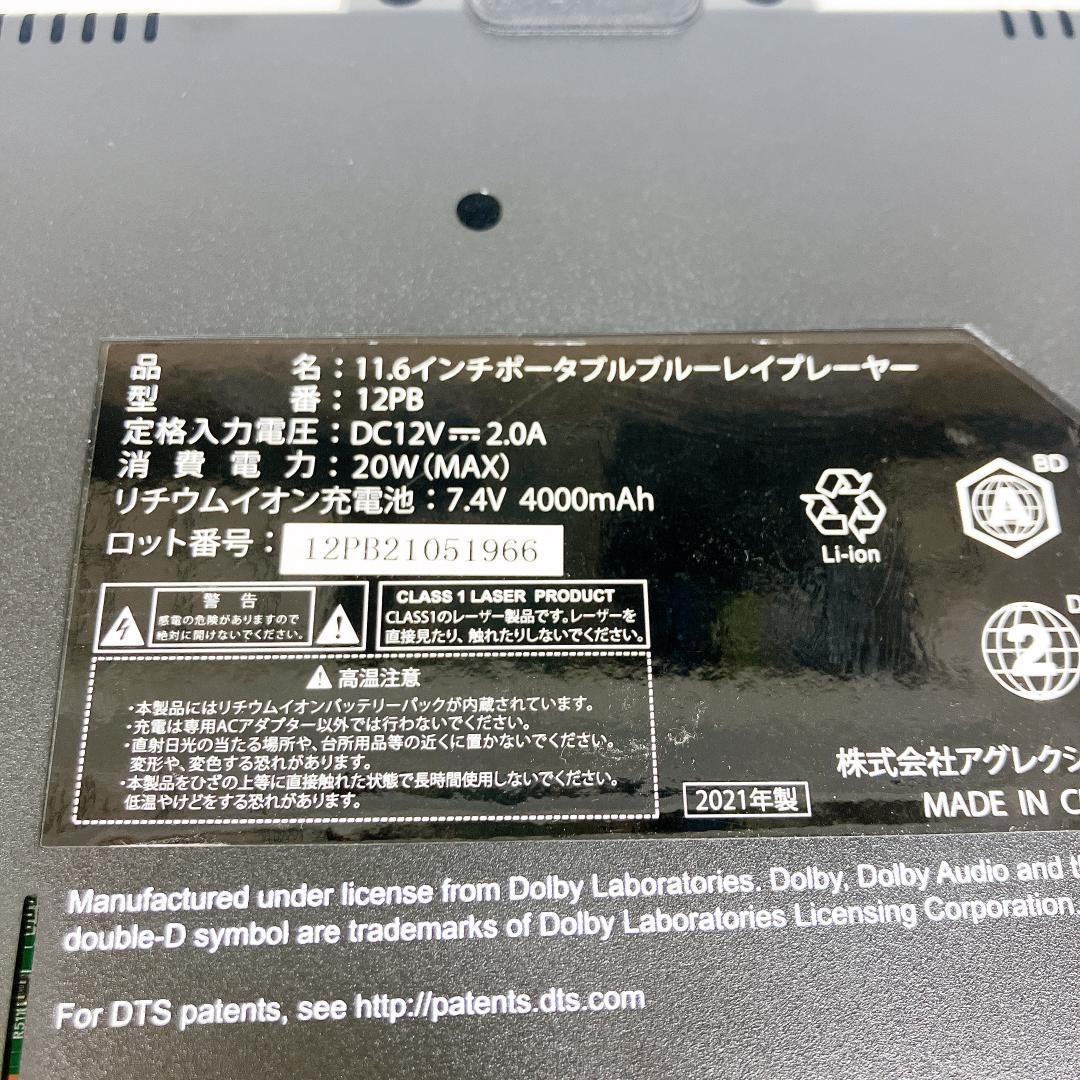 品名：11.6インチポータブルブルーレイプレーヤー
型番：12PB
定格入力電圧：DC12V⎓2.0A
消費電力：20W(MAX)
リチウムイオン充電池：7.4V 4000mAh
ロット番号：12PB21051966
Li-ion
BD
A
2
警告
感電の危険がありますので
絶対に開けないでください。
CLASS 1 LASER PRODUCT
CLASS1のレーザー製品です。レーザーを
直接見たり、触れたりしないでください。
高温注意
・本製品にはリチウムイオンバッテリーパックが内蔵されています。
・充電は専用ACアダプター以外では行わないでください。
・直射日光の当たる場所や、台所用品等の近くに置かないでください。
変形や、変色する恐れがあります。
・本製品をひざの上等に直接触れた状態で長時間使用しないでください。
低温やけどをする恐れがあります。
2021年製
株式会社アグレクシ
MADE IN C
Manufactured under license from Dolby Laboratories. Dolby, Dolby Audio and
double-D symbol are trademarks of Dolby Laboratories Licensing Corporation.
For DTS patents, see http://patents.dts.com